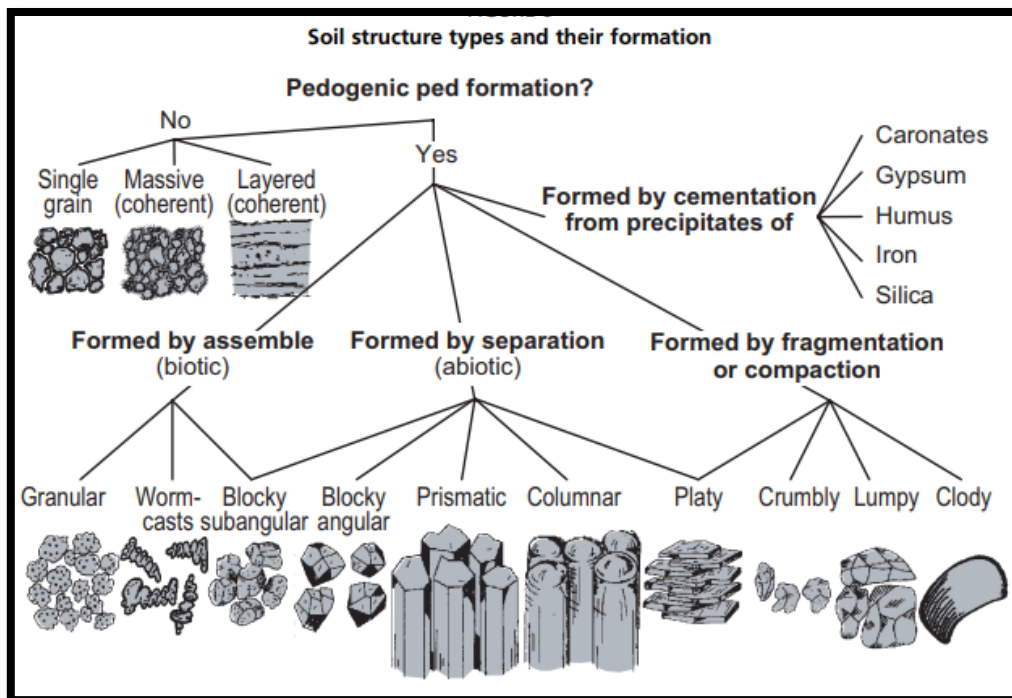 Soil structure types and their formation
Pedogenic ped formation?
No
Yes
Single grain
Massive (coherent)
Layered (coherent)
Formed by cementation
from precipitates of
Caronates
Gypsum
Humus
Iron
Silica
Formed by assemble
(biotic)
Formed by separation
(abiotic)
Formed by fragmentation
or compaction
Granular
Worm-
casts
Blocky
subangular
Blocky
angular
Prismatic
Columnar
Platy
Crumbly
Lumpy
Clody